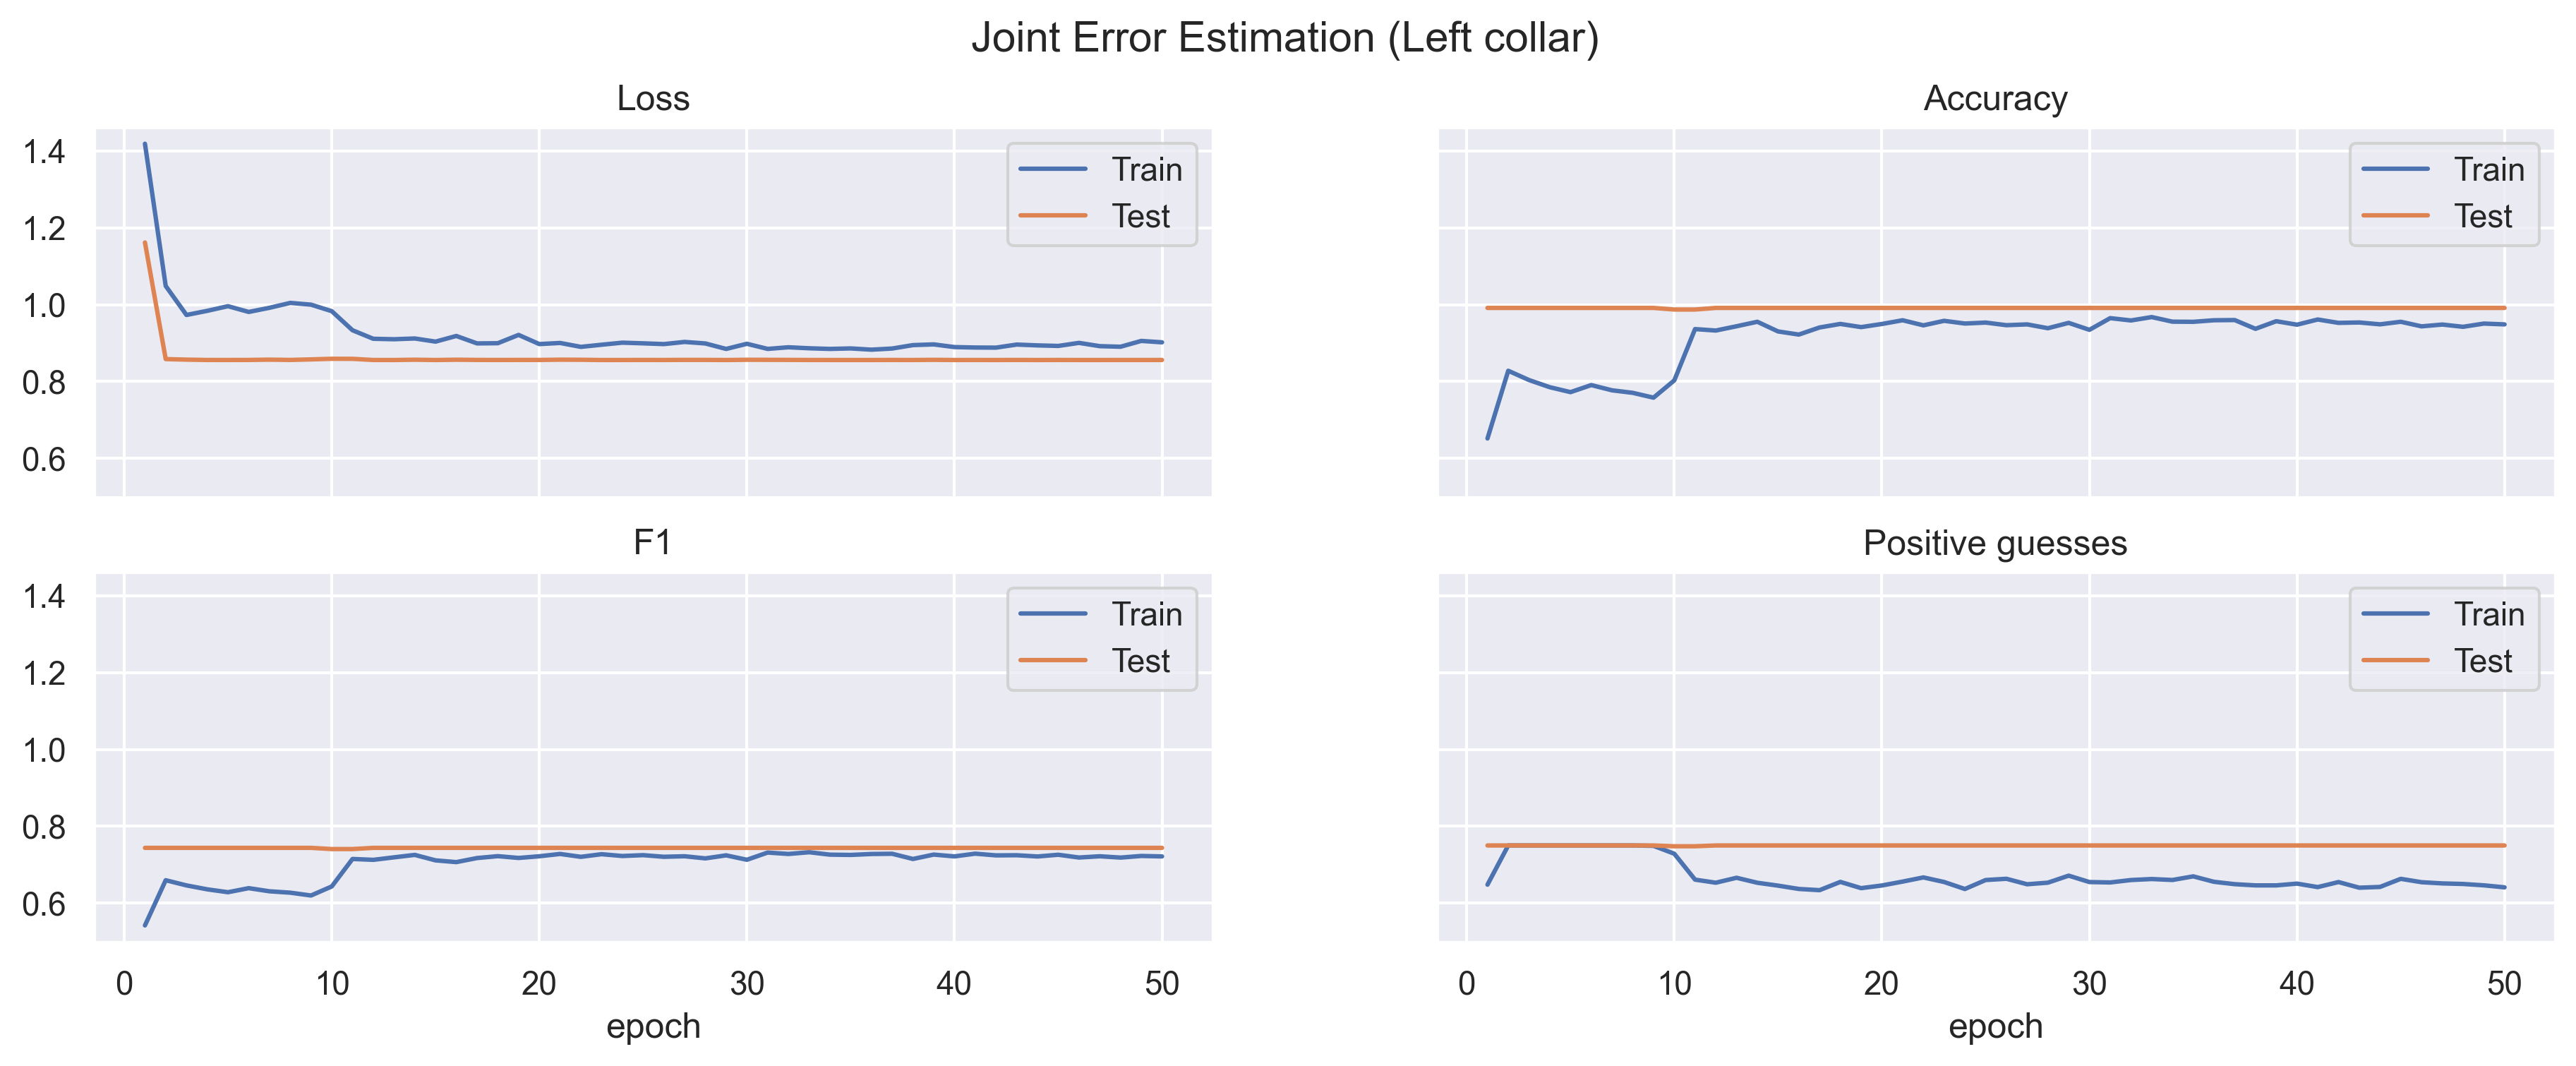 Joint Error Estimation (Left collar)
Loss
1.4
1.2
1.0
0.8
0.6
Train
Test
Accuracy
Train
Test
F1
1.4
1.2
1.0
0.8
0.6
Train
Test
0 10 20 30 40 50
epoch
Positive guesses
Train
Test
0 10 20 30 40 50
epoch